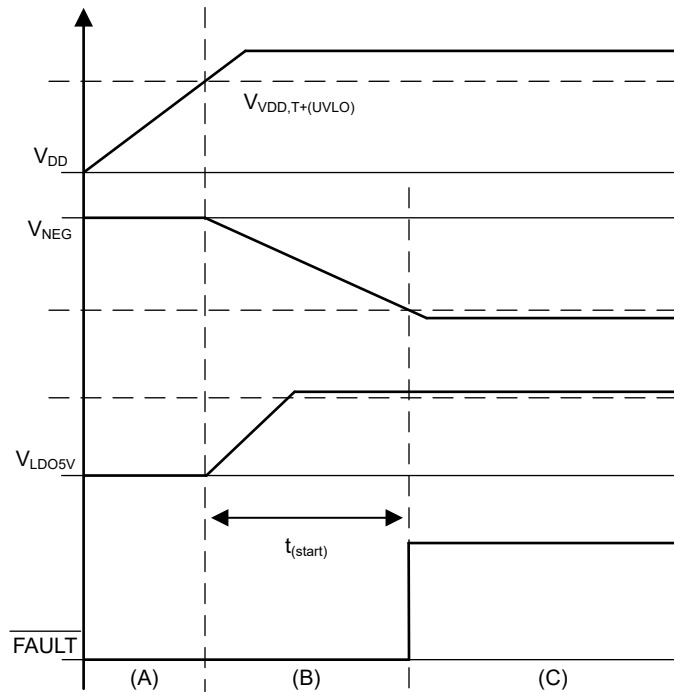 V_VDD,T+(UVLO)
V_DD
V_NEG
V_LDO5V
t_(start)
FAULT
(A)
(B)
(C)